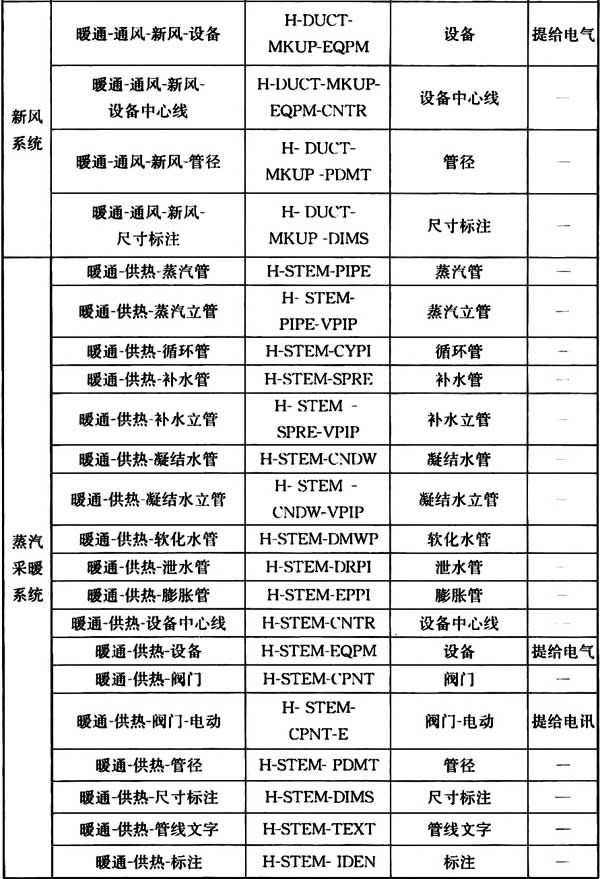 新风
系统
暖通-通风-新风-设备
H-DUCT-
MKUP-EQPM
设备
提给电气
暖通-通风-新风-
设备中心线
H-DUCT-MKUP-
EQPM-CNTR
设备中心线
—
暖通-通风-新风-管径
H- DUCT-
MKUP -PDMT
管径
—
暖通-通风-新风-
尺寸标注
H- DUCT-
MKUP -DIMS
尺寸标注
—
蒸汽
采暖
系统
暖通-供热-蒸汽管
H-STEM-PIPE
蒸汽管
—
暖通-供热-蒸汽立管
H- STEM-
PIPE-VPIP
蒸汽立管
—
暖通-供热-循环管
H-STEM-CYPI
循环管
—
暖通-供热-补水管
H-STEM-SPRE
补水管
—
暖通-供热-补水立管
H- STEM -
SPRE-VPIP
补水立管
—
暖通-供热-凝结水管
H-STEM-CNDW
凝结水管
—
暖通-供热-凝结水立管
H- STEM -
CNDW-VPIP
凝结水立管
—
暖通-供热-软化水管
H-STEM-DMWP
软化水管
暖通-供热-泄水管
H-STEM-DRPI
泄水管
—
暖通-供热-膨胀管
H-STEM-EPPI
膨胀管
—
暖通-供热-设备中心线
H-STEM-CNTR
设备中心线
—
暖通-供热-设备
H-STEM-EQPM
设备
提给电气
暖通-供热-阀门
H-STEM-CPNT
阀门
—
暖通-供热-阀门-电动
H- STEM-
CPNT-E
阀门-电动
提给电讯
暖通-供热-管径
H-STEM- PDMT
管径
—
暖通-供热-尺寸标注
H-STEM-DIMS
尺寸标注
—
暖通-供热-管线文字
H-STEM-TEXT
管线文字
—
暖通-供热-标注
H-STEM- IDEN
标注
—